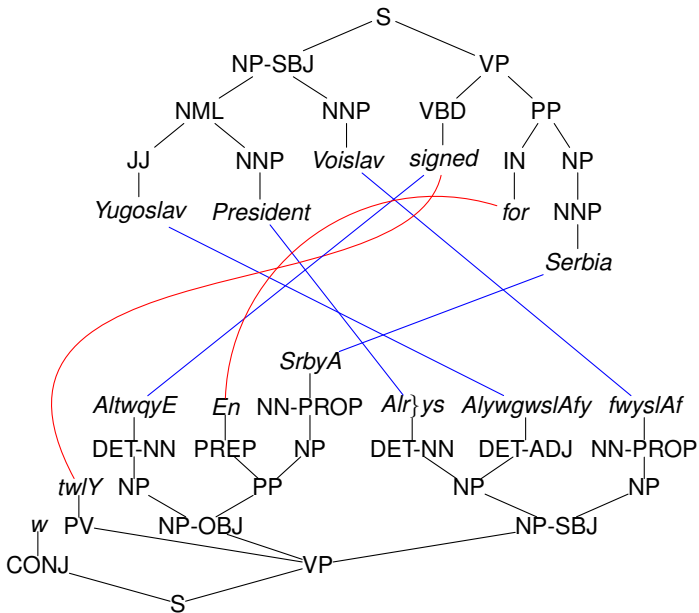 S
NP-SBJ VP
NML NNP VBD PP
JJ NNP Voislav signed IN NP
Yugoslav President for NNP
Serbia
SrbyA
AltwqyE En NN-PROP Alr}ys AlywgwslAfy fwyslAf
DET-NN PREP NP DET-NN DET-ADJ NN-PROP
twlY NP PP NP NP
w PV NP-OBJ NP-SBJ
CONJ VP
S